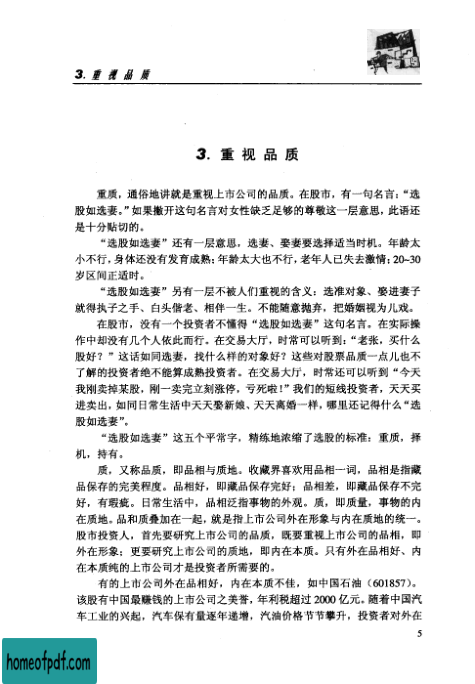 3. 重视品质
3. 重 视 品 质
重质，通俗地讲就是重视上市公司的品质。在股市，有一句名言：“选
股如选妻。”如果撇开这句名言对女性缺乏足够的尊敬这一层意思，此语还
是十分贴切的。
“选股如选妻”还有一层意思，选妻、娶妻要选择适当时机。年龄太
小不行，身体还没有发育成熟；年龄太大也不行，老年人已失去激情；20~30
岁区间正适时。
“选股如选妻”另有一层不被人们重视的含义：选准对象、娶进妻子
就得执子之手、白头偕老、相伴一生。不能随意抛弃，把婚姻视为儿戏。
在股市，没有一个投资者不懂得“选股如选妻”这句名言。在实际操
作中却没有几个人依此而行。在交易大厅，时常可以听到：“老张，买什么
股好？”这话如同选妻，找什么样的对象好？这些对股票品质一点儿也不
了解的投资者绝不能算成熟投资者。在交易大厅，时常还可以听到“今天
我刚卖掉某股，刚一卖完立刻涨停，亏死啦！”我们的短线投资者，天天买
进卖出，如同日常生活中天天娶新娘、天天离婚一样，哪里还记得什么“选
股如选妻”。
“选股如选妻”这五个平常字，精练地浓缩了选股的标准：重质，择
机，持有。
质，又称品质，即品相与质地。收藏界喜欢用品相一词，品相是指藏
品保存的完美程度。品相好，即藏品保存完好；品相差，即藏品保存不完
好，有瑕疵。日常生活中，品相泛指事物的外观。质，即质量，事物的内
在质地。品和质叠加在一起，就是指上市公司外在形象与内在质地的统一。
股市投资人，首先要研究上市公司的品质，既要重视上市公司的品相，即
外在形象；更要研究上市公司的质地，即内在本质。只有外在品相好、内
在本质纯的上市公司才是投资者所需要的。
有的上市公司外在品相好，内在本质不佳，如中国石油（601857）。
该股有中国最赚钱的上市公司之美誉，年利税超过 2000 亿元。随着中国汽
车工业的兴起，汽车保有量逐年递增，汽油价格节节攀升，投资者对外在
5
homeofpdf.com